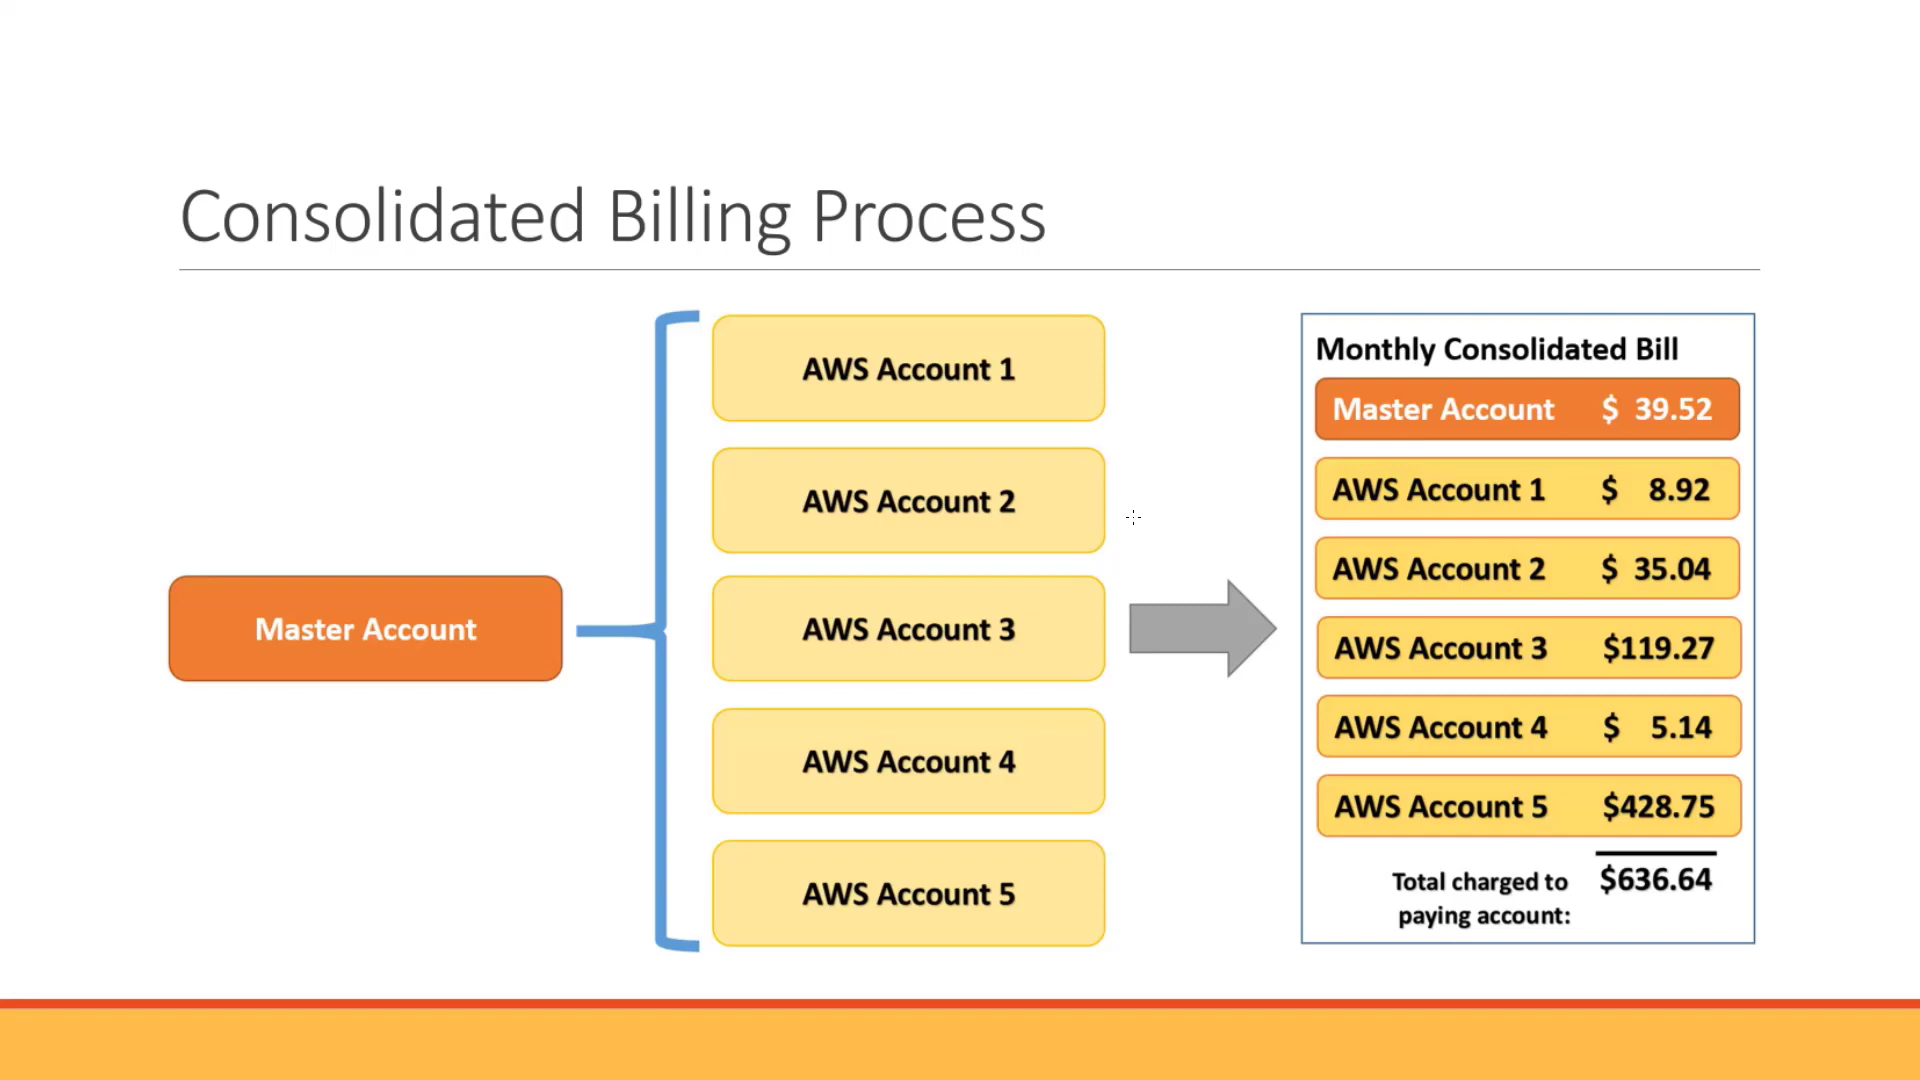 Consolidated Billing Process
Master Account
AWS Account 1
AWS Account 2
AWS Account 3
AWS Account 4
AWS Account 5
Monthly Consolidated Bill
Master Account $ 39.52
AWS Account 1 $ 8.92
AWS Account 2 $ 35.04
AWS Account 3 $119.27
AWS Account 4 $ 5.14
AWS Account 5 $428.75
Total charged to $636.64
paying account: